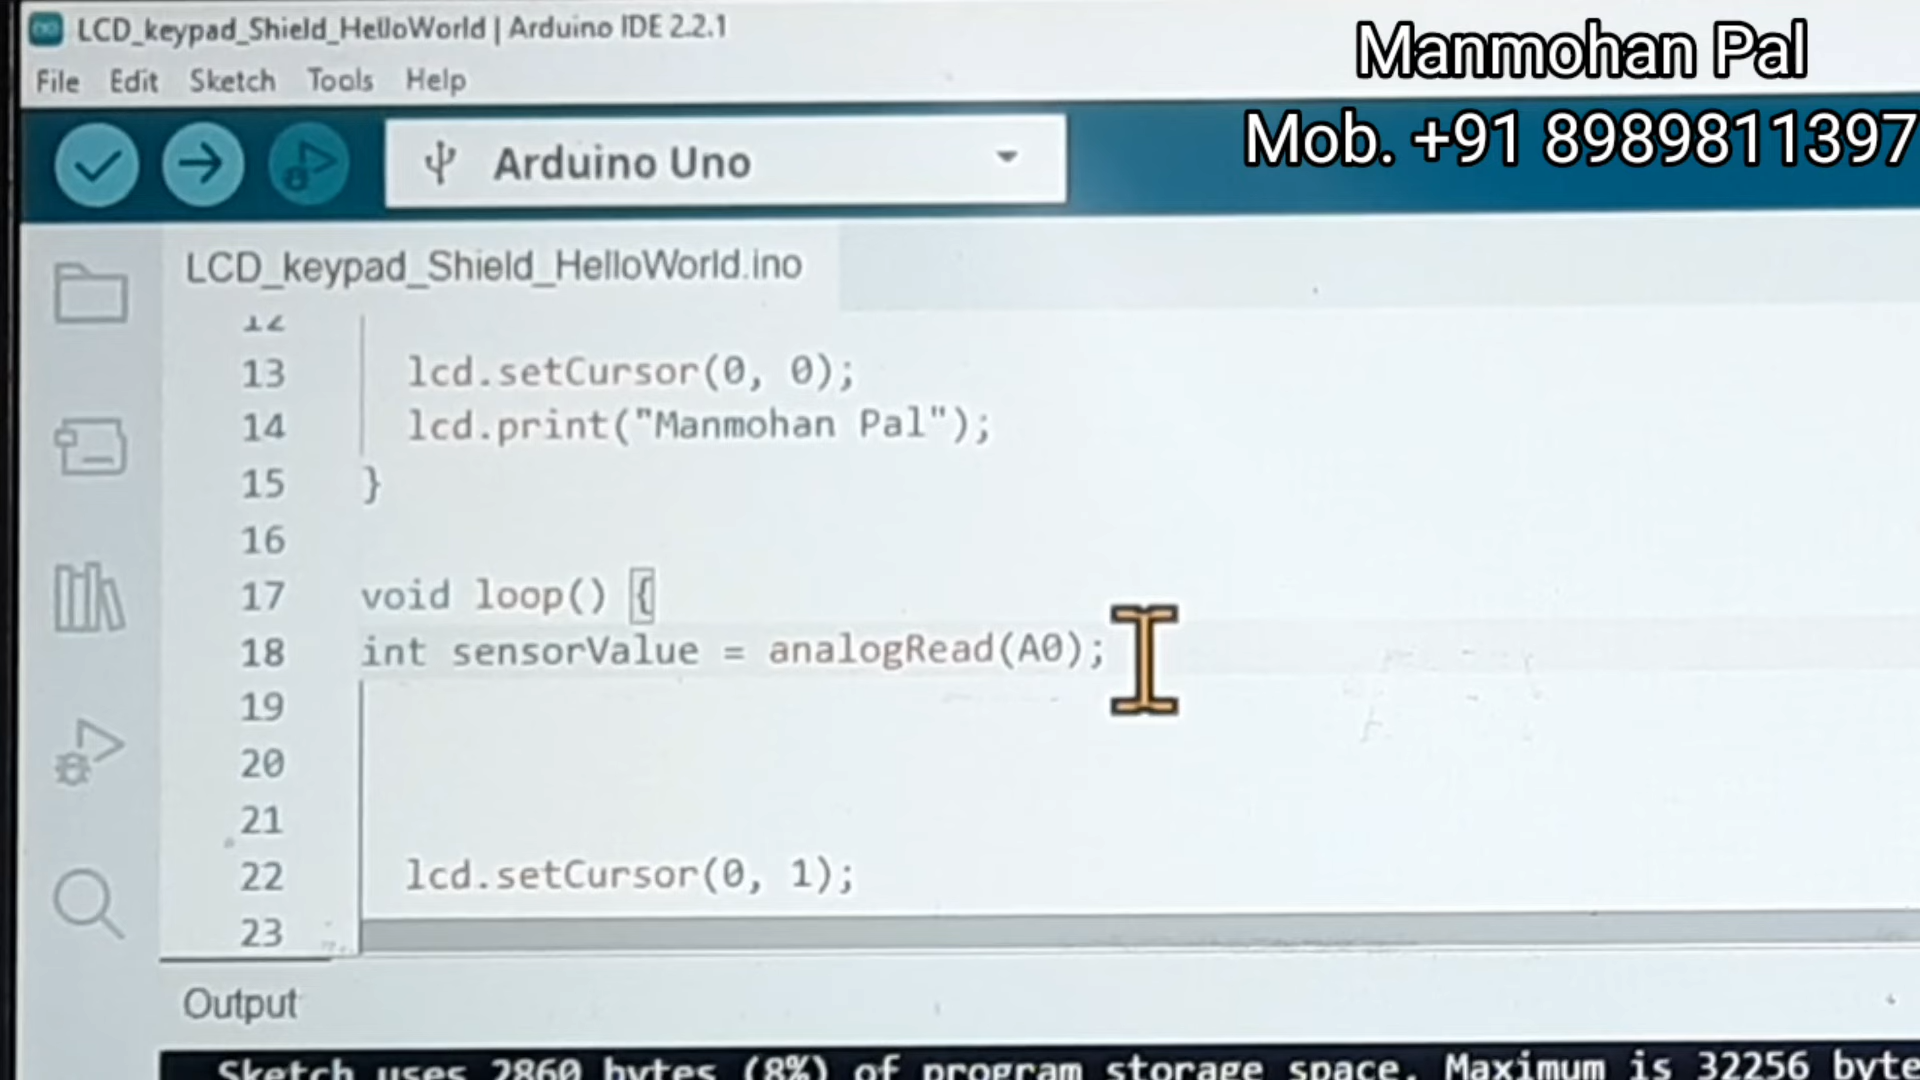 LCD_keypad_Shield_HelloWorld | Arduino IDE 2.2.1
Manmohan Pal
File Edit Sketch Tools Help
Mob. +91 8989811397
Arduino Uno
LCD_keypad_Shield_HelloWorld.ino
12
13 lcd.setCursor(0, 0);
14 lcd.print("Manmohan Pal");
15 }
16
17 void loop() {
18 int sensorValue = analogRead(A0);
19
20
21
22 lcd.setCursor(0, 1);
23
Output
Sketch uses 2860 bytes (8%) of program storage space. Maximum is 32256 byte